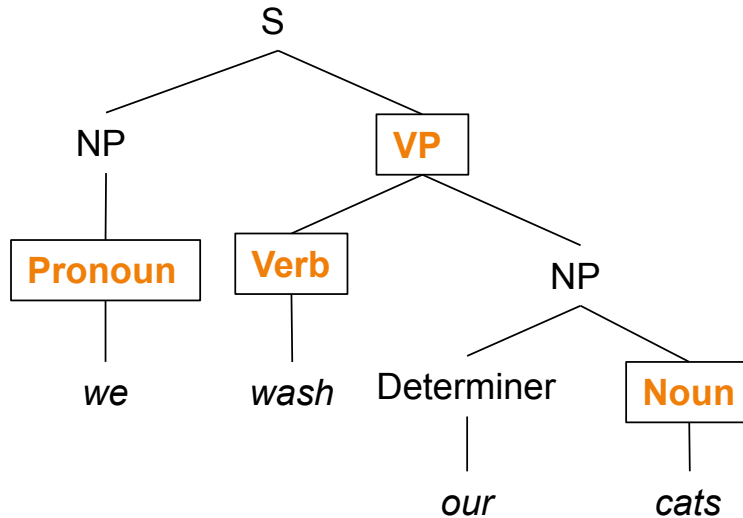 S
NP VP
Pronoun Verb NP
we wash Determiner Noun
our cats